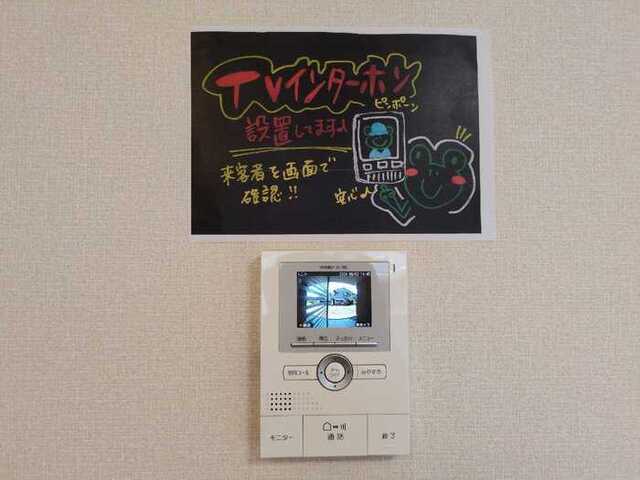 TVインターホン
ピンポーン
設置してます♪
来客者を画面で
確認!!
安心♪
モニター
通話
終了